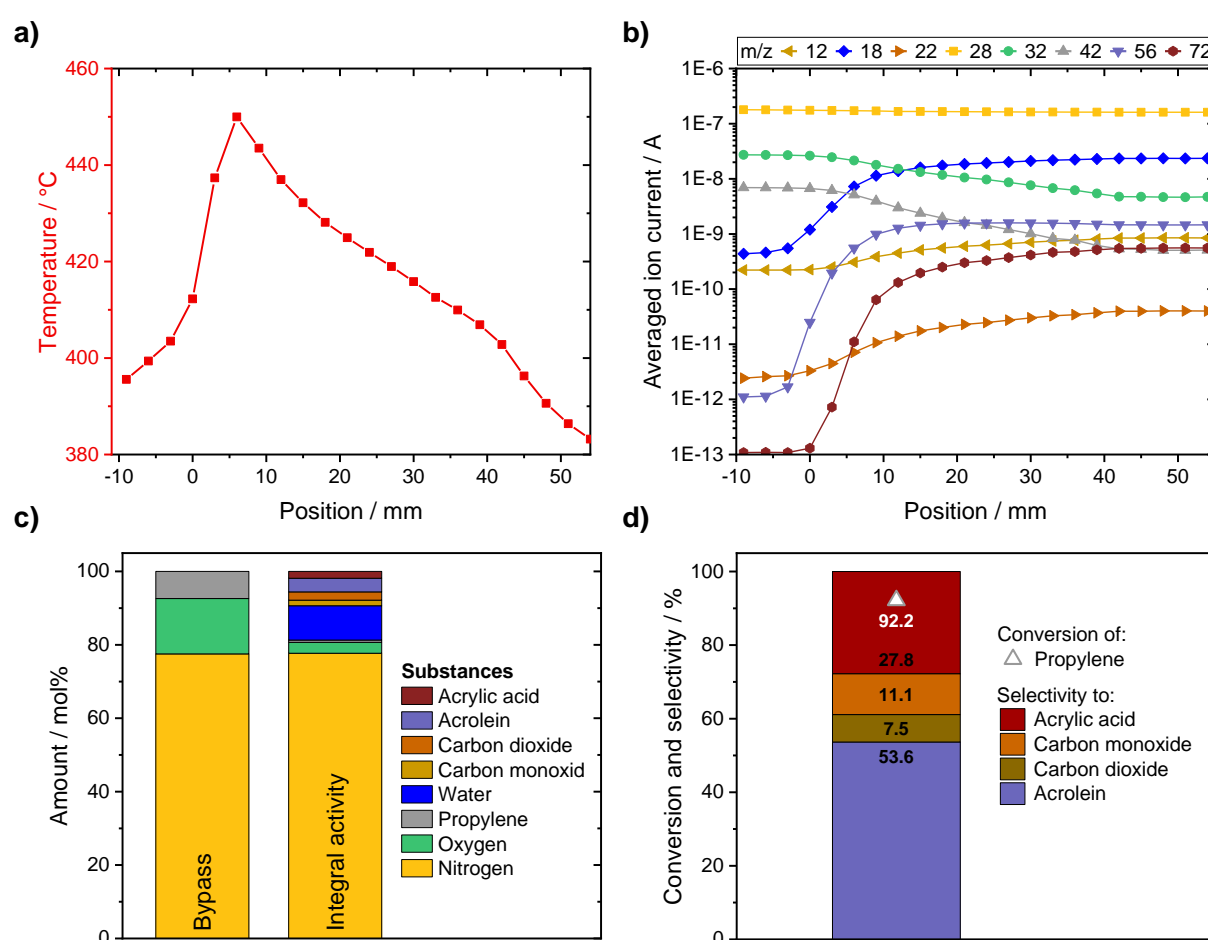 a)
460
440
420
400
380
Temperature / °C
-10 0 10 20 30 40 50
Position / mm
b)
m/z 12 18 22 28 32 42 56 72
1E-6
1E-7
1E-8
1E-9
1E-10
1E-11
1E-12
1E-13
Averaged ion current / A
-10 0 10 20 30 40 50
Position / mm
c)
100
80
60
40
20
0
Amount / mol%
Bypass
Integral activity
Substances
Acrylic acid
Acrolein
Carbon dioxide
Carbon monoxid
Water
Propylene
Oxygen
Nitrogen
d)
100
80
60
40
20
0
Conversion and selectivity / %
92.2
27.8
11.1
7.5
53.6
Conversion of:
Propylene
Selectivity to:
Acrylic acid
Carbon monoxide
Carbon dioxide
Acrolein